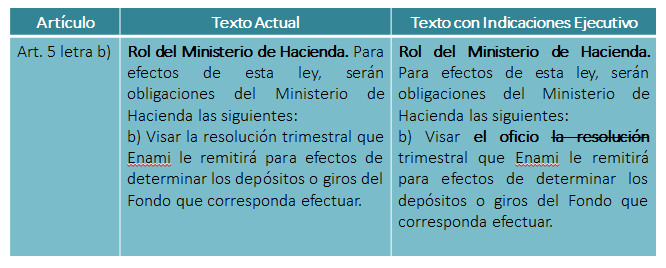 Artículo
Texto Actual
Texto con Indicaciones Ejecutivo
Art. 5 letra b)
Rol del Ministerio de Hacienda. Para
efectos de esta ley, serán
obligaciones del Ministerio de
Hacienda las siguientes:
b) Visar la resolución trimestral que
Enami le remitirá para efectos de
determinar los depósitos o giros del
Fondo que corresponda efectuar.
Rol del Ministerio de Hacienda.
Para efectos de esta ley, serán
obligaciones del Ministerio de
Hacienda las siguientes:
b) Visar el oficio la resolución
trimestral que Enami le remitirá
para efectos de determinar los
depósitos o giros del Fondo que
corresponda efectuar.